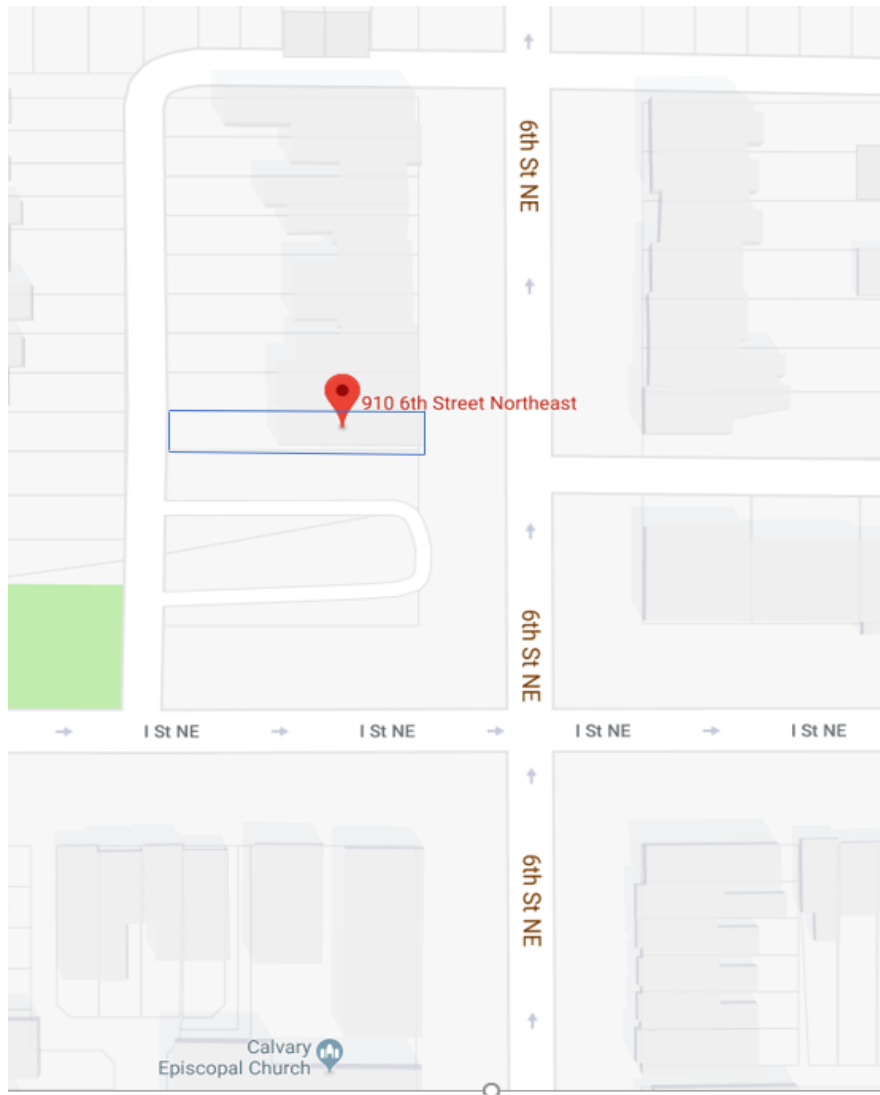 6th St NE
910 6th Street Northeast
6th St NE
I St NE
I St NE
I St NE
I St NE
6th St NE
Calvary
Episcopal Church